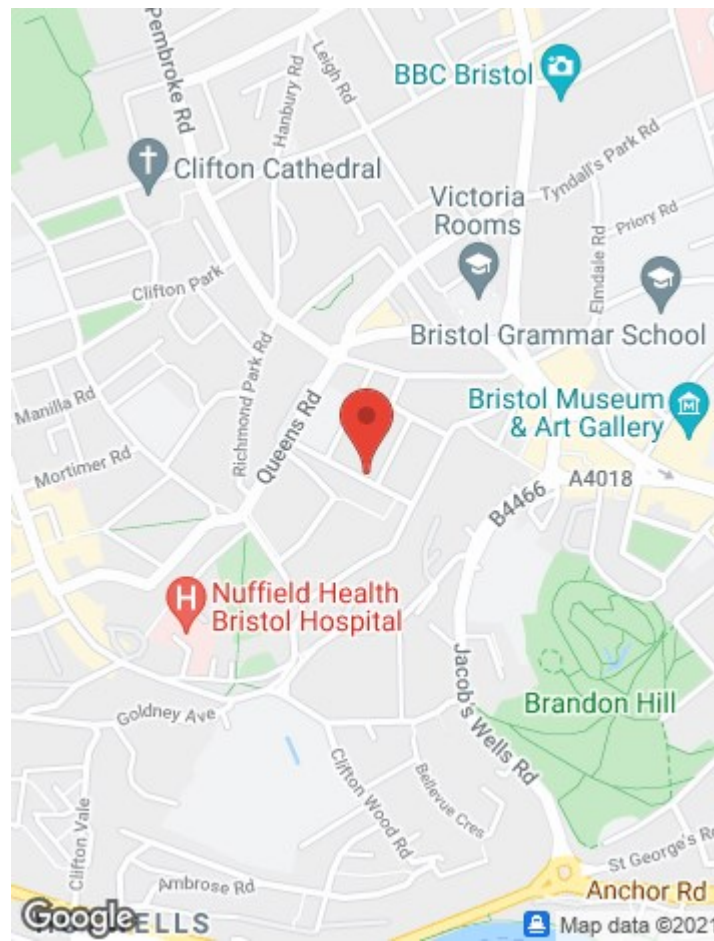 Pembroke Rd
Hanbury Rd
Leigh Rd
BBC Bristol
Clifton Cathedral
Tyndall's Park Rd
Victoria
Rooms
Priory Rd
Elmdale Rd
Clifton Park
Bristol Grammar School
Richmond Park Rd
Manilla Rd
Queens Rd
Bristol Museum
& Art Gallery
Mortimer Rd
A4018
B4466
H
Nuffield Health
Bristol Hospital
Jacob's Wells Rd
Brandon Hill
Goldney Ave
Clifton Wood Rd
Bellevue Cres
Clifton Vale
St George's R
Ambrose Rd
Anchor Rd
Google
ELLS
Map data ©2021